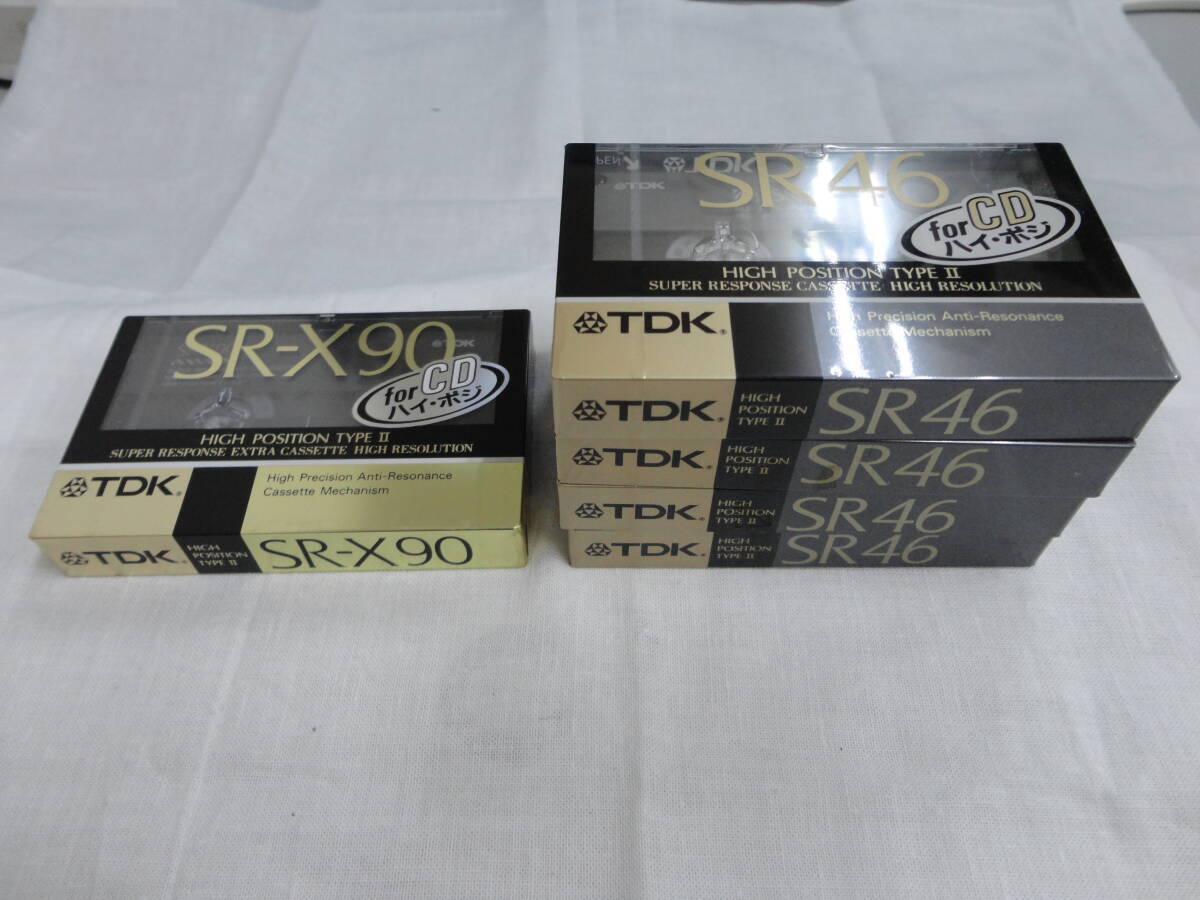 SR-X90
TDK
for CD
ハイ・ポジ
HIGH POSITION TYPE II
SUPER RESPONSE EXTRA CASSETTE HIGH RESOLUTION
TDK
High Precision Anti-Resonance
Cassette Mechanism
TDK
HIGH
POSITION
TYPE II
SR-X90
PEN
TDK
TDK
SR46
for CD
ハイ・ポジ
HIGH POSITION TYPE II
SUPER RESPONSE CASSETTE HIGH RESOLUTION
TDK
High Precision Anti-Resonance
Cassette Mechanism
TDK
HIGH
POSITION
TYPE II
SR46
TDK
HIGH
POSITION
TYPE II
SR46
TDK
HIGH
POSITION
TYPE II
SR46
TDK
HIGH
POSITION
TYPE II
SR46